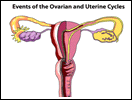 Events of the Ovarian and Uterine Cycles